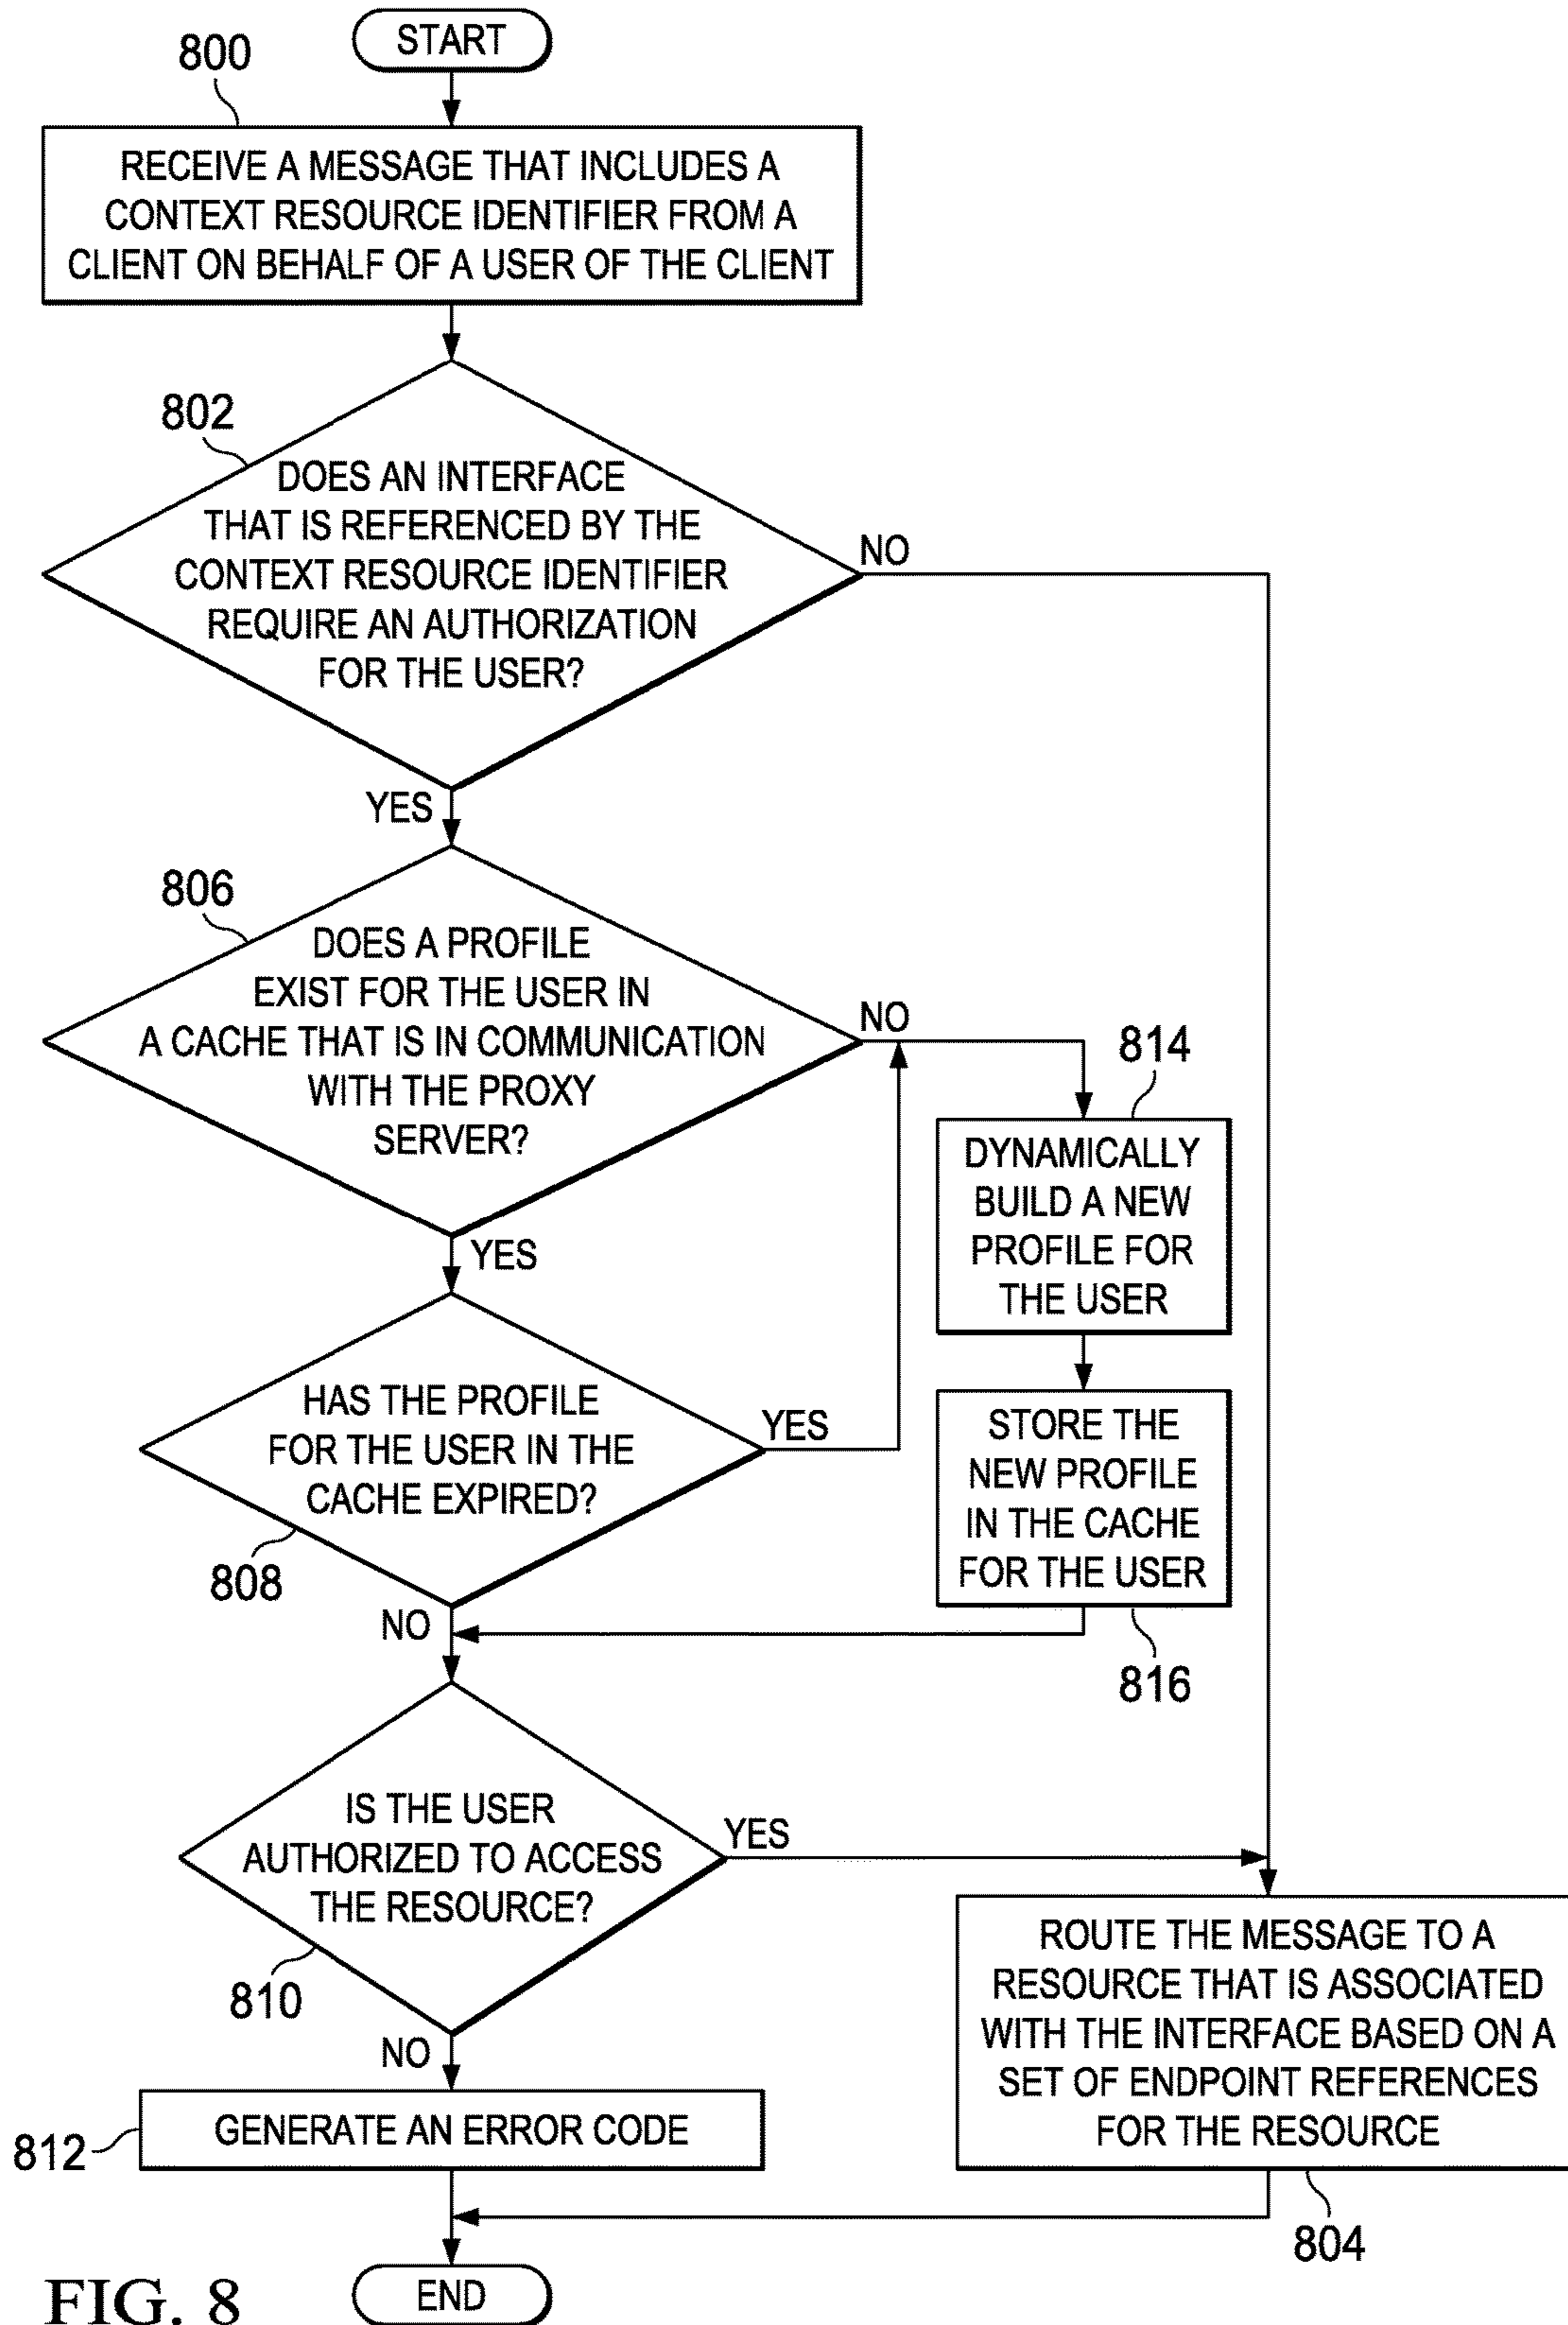 START
800
RECEIVE A MESSAGE THAT INCLUDES A
CONTEXT RESOURCE IDENTIFIER FROM A
CLIENT ON BEHALF OF A USER OF THE CLIENT
802
DOES AN INTERFACE
THAT IS REFERENCED BY THE
CONTEXT RESOURCE IDENTIFIER
REQUIRE AN AUTHORIZATION
FOR THE USER?
NO
YES
806
DOES A PROFILE
EXIST FOR THE USER IN
A CACHE THAT IS IN COMMUNICATION
WITH THE PROXY
SERVER?
NO
YES
814
DYNAMICALLY
BUILD A NEW
PROFILE FOR
THE USER
HAS THE PROFILE
FOR THE USER IN THE
CACHE EXPIRED?
YES
808
NO
STORE THE
NEW PROFILE
IN THE CACHE
FOR THE USER
816
IS THE USER
AUTHORIZED TO ACCESS
THE RESOURCE?
YES
810
NO
ROUTE THE MESSAGE TO A
RESOURCE THAT IS ASSOCIATED
WITH THE INTERFACE BASED ON A
SET OF ENDPOINT REFERENCES
FOR THE RESOURCE
804
GENERATE AN ERROR CODE
812
END
FIG. 8